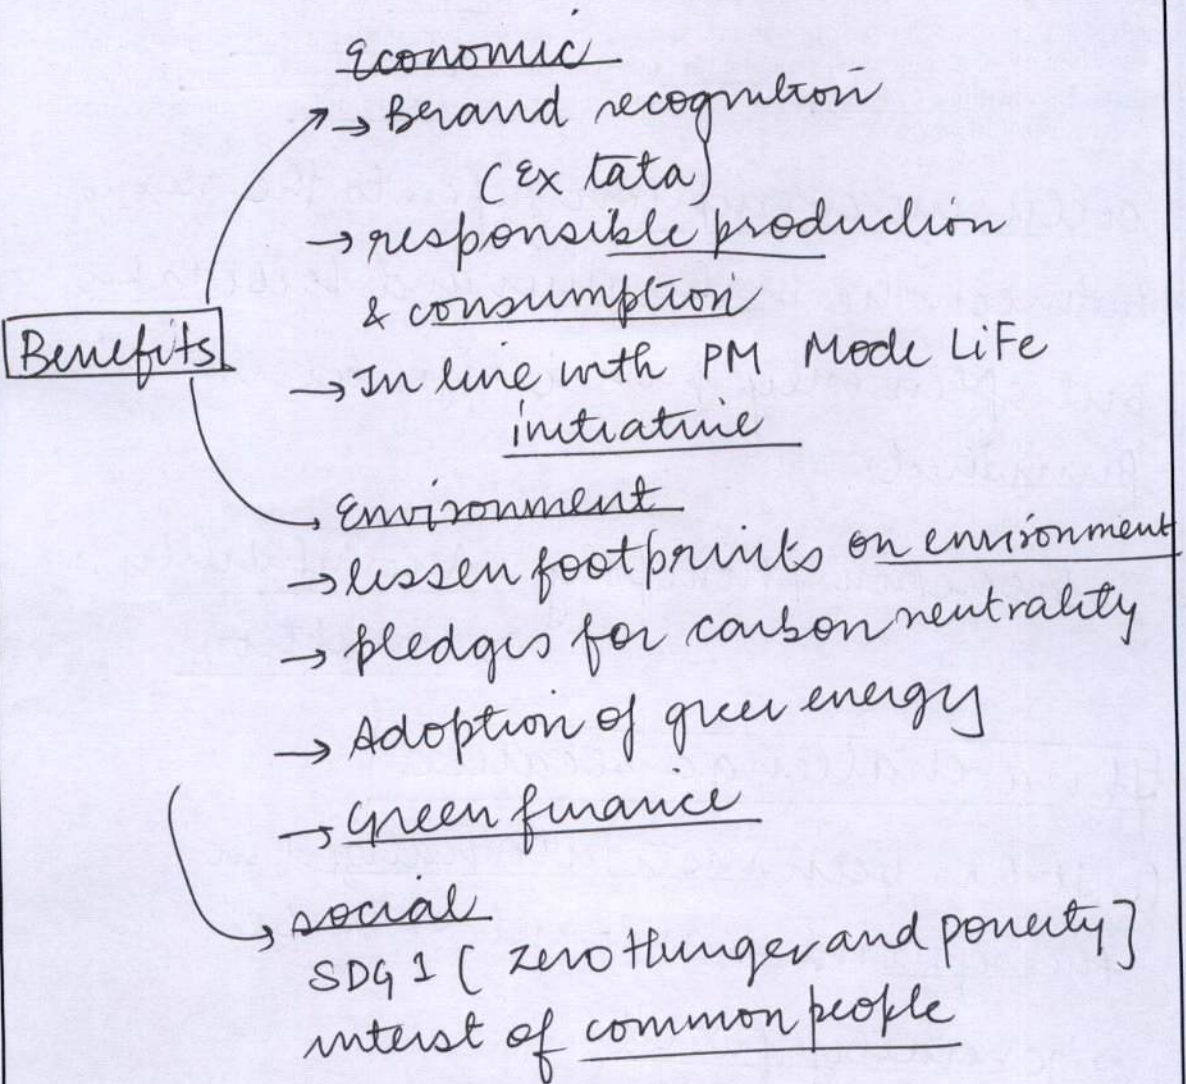 Economic
→ Brand recognition
(Ex tata)
→ responsible production
& consumption
Benefits
→ In line with PM Mode LiFe
initiative
Environment
→ lessen footprints on environment
→ pledges for carbon neutrality
→ Adoption of green energy
→ Green finance
social
SDG 1 ( zero Hunger and poverty ]
interst of common people